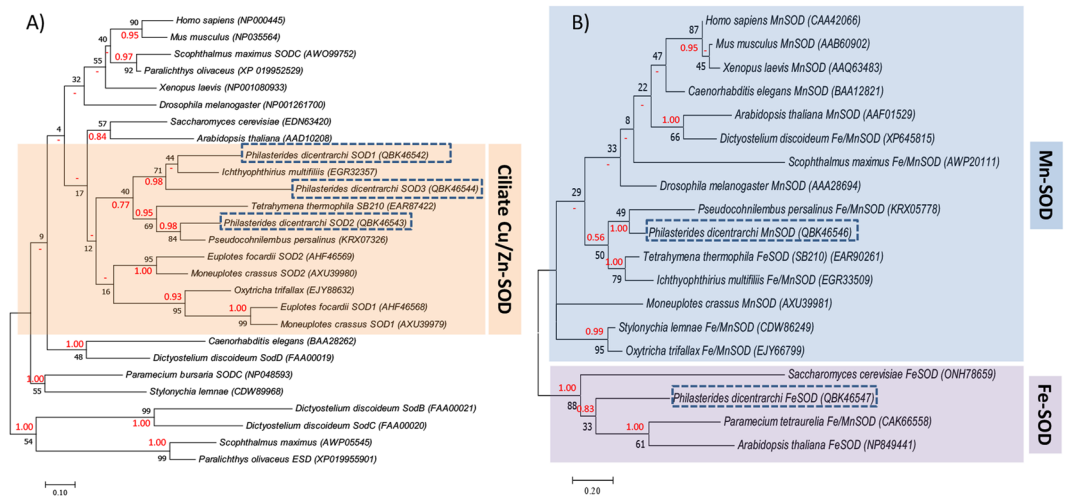 A)
Homo sapiens (NP000445)
Mus musculus (NP035564)
Scophthalmus maximus SODC (AWO99752)
Paralichthys olivaceus (XP 019952529)
Xenopus laevis (NP001080933)
Drosophila melanogaster (NP001261700)
Saccharomyces cerevisiae (EDN63420)
Arabidopsis thaliana (AAD10208)
Philasterides dicentrarchi SOD1 (QBK46542)
Ichthyophthirius multifiliis (EGR32357)
Philasterides dicentrarchi SOD3 (QBK46544)
Tetrahymena thermophila SB210 (EAR87422)
Philasterides dicentrarchi SOD2 (QBK46543)
Pseudocohnilembus persalinus (KRX07326)
Euplotes focardii SOD2 (AHF46569)
Moneuplotes crassus SOD2 (AXU39980)
Oxytricha trifallax (EJY88632)
Euplotes focardii SOD1 (AHF46568)
Moneuplotes crassus SOD1 (AXU39979)
Caenorhabditis elegans (BAA28262)
Dictyostelium discoideum SodD (FAA00019)
Paramecium bursaria SODC (NP048593)
Stylonychia lemnae (CDW89968)
Dictyostelium discoideum SodB (FAA00021)
Dictyostelium discoideum SodC (FAA00020)
Scophthalmus maximus (AWP05545)
Paralichthys olivaceus ESD (XP019955901)
90
0.95
40
-
0.97
92
55
-
32
-
4
-
57
0.84
-
17
44
-
71
0.98
40
0.77
0.95
69
0.98
84
9
-
-
12
95
1.00
-
16
0.93
95
1.00
99
1.00
48
1.00
55
99
1.00
1.00
54
1.00
99
0.10
Ciliate Cu/Zn-SOD
B)
Homo sapiens MnSOD (CAA42066)
Mus musculus MnSOD (AAB60902)
Xenopus laevis MnSOD (AAQ63483)
Caenorhabditis elegans MnSOD (BAA12821)
Arabidopsis thaliana MnSOD (AAF01529)
Dictyostelium discoideum Fe/MnSOD (XP645815)
Scophthalmus maximus Fe/MnSOD (AWP20111)
Drosophila melanogaster MnSOD (AAA28694)
Pseudocohnilembus persalinus Fe/MnSOD (KRX05778)
Philasterides dicentrarchi MnSOD (QBK46546)
Tetrahymena thermophila FeSOD (SB210) (EAR90261)
Ichthyophthirius multifiliis Fe/MnSOD (EGR33509)
Moneuplotes crassus MnSOD (AXU39981)
Stylonychia lemnae Fe/MnSOD (CDW86249)
Oxytricha trifallax Fe/MnSOD (EJY66799)
Saccharomyces cerevisiae FeSOD (ONH78659)
Philasterides dicentrarchi FeSOD (QBK46547)
Paramecium tetraurelia Fe/MnSOD (CAK66558)
Arabidopsis thaliana FeSOD (NP849441)
87
0.95
-
45
47
-
22
-
1.00
66
8
-
33
-
29
-
49
1.00
0.56
50
1.00
79
0.99
95
1.00
88
0.83
33
1.00
61
0.20
Mn-SOD
Fe-SOD